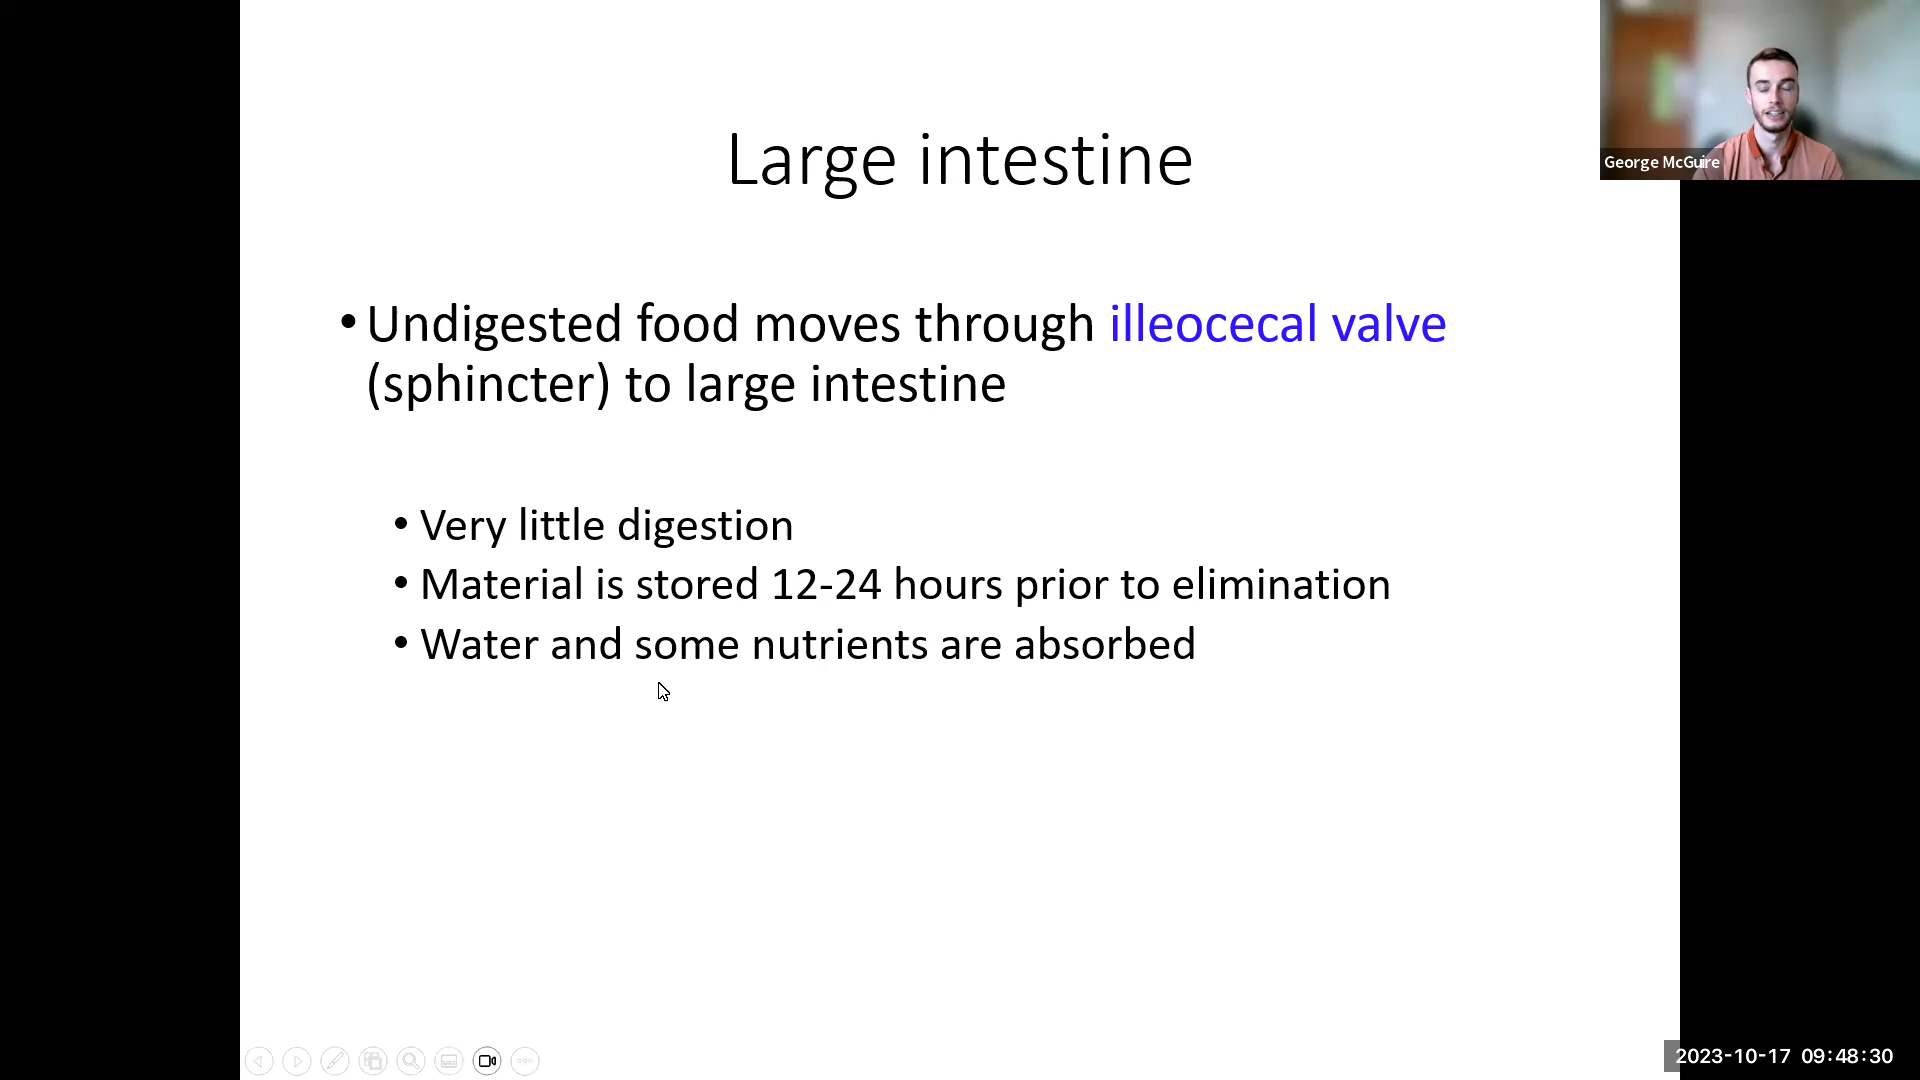 Large intestine
George McGuire
• Undigested food moves through illeocecal valve
(sphincter) to large intestine
• Very little digestion
• Material is stored 12-24 hours prior to elimination
• Water and some nutrients are absorbed
2023-10-17 09:48:30